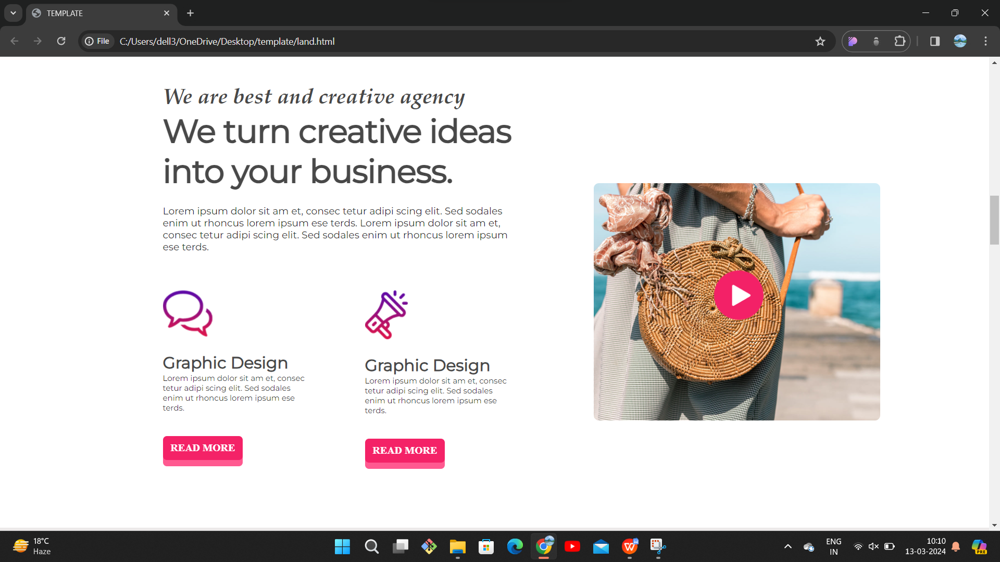 TEMPLATE
File
C:/Users/dell3/OneDrive/Desktop/template/land.html
We are best and creative agency
We turn creative ideas
into your business.
Lorem ipsum dolor sit am et, consec tetur adipi scing elit. Sed sodales
enim ut rhoncus lorem ipsum ese terds. Lorem ipsum dolor sit am et,
consec tetur adipi scing elit. Sed sodales enim ut rhoncus lorem ipsum
ese terds.
Graphic Design
Lorem ipsum dolor sit am et, consec
tetur adipi scing elit. Sed sodales
enim ut rhoncus lorem ipsum ese
terds.
READ MORE
Graphic Design
Lorem ipsum dolor sit am et, consec
tetur adipi scing elit. Sed sodales
enim ut rhoncus lorem ipsum ese
terds.
READ MORE
18°C
Haze
ENG
IN
10:10
13-03-2024
PRE